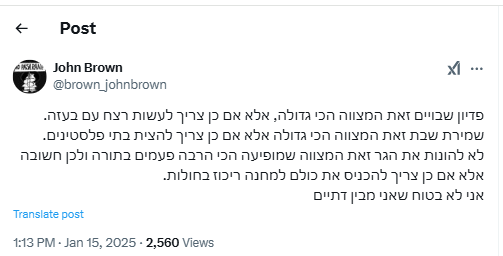 Post
John Brown
@brown_johnbrown
פדיון שבויים זאת המצווה הכי גדולה, אלא אם כן צריך לעשות רצח עם בעזה.
שמירת שבת זאת המצווה הכי גדולה אלא אם כן צריך להצית בתי פלסטינים.
לא להונות את הגר זאת המצווה שמופיעה הכי הרבה פעמים בתורה ולכן חשובה
אלא אם כן צריך להכניס את כולם למחנה ריכוז בחולות.
אני לא בטוח שאני מבין דתיים
Translate post
1:13 PM · Jan 15, 2025 · 2,560 Views